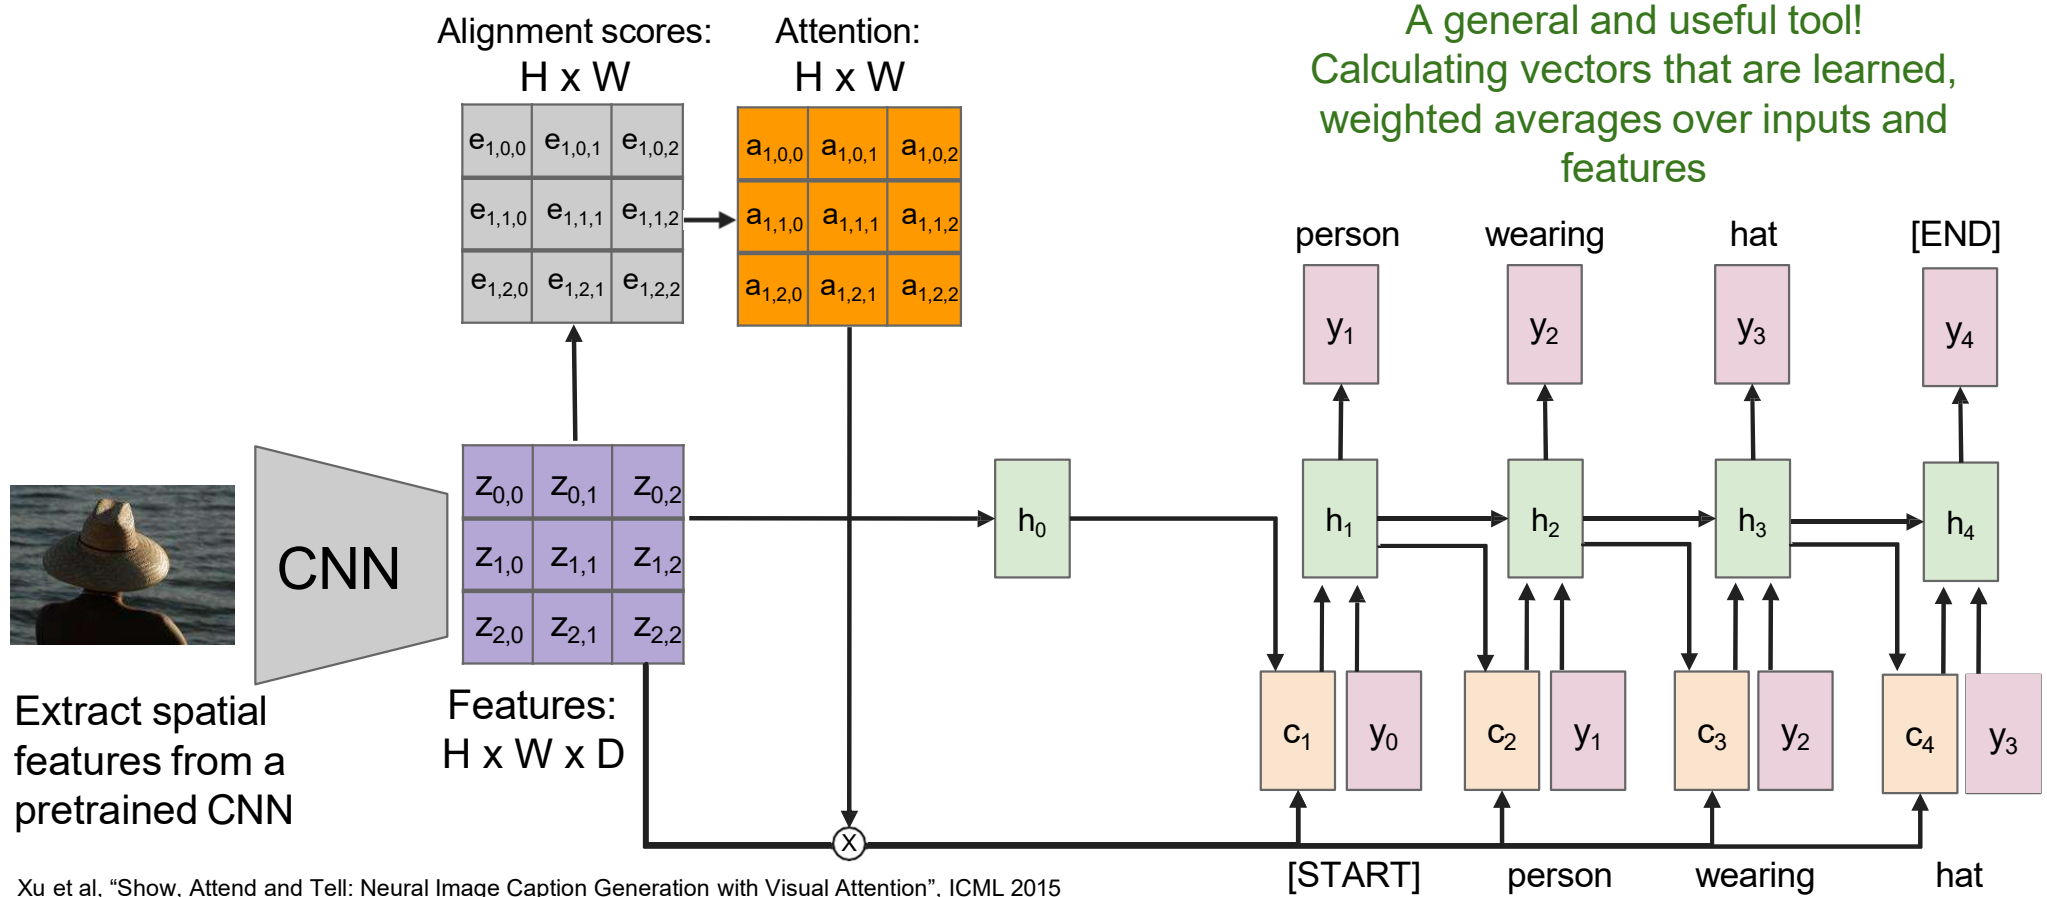 Alignment scores:
H x W
Attention:
H x W
A general and useful tool!
Calculating vectors that are learned,
weighted averages over inputs and
features
e1,0,0 e1,0,1 e1,0,2
e1,1,0 e1,1,1 e1,1,2
e1,2,0 e1,2,1 e1,2,2
a1,0,0 a1,0,1 a1,0,2
a1,1,0 a1,1,1 a1,1,2
a1,2,0 a1,2,1 a1,2,2
person wearing hat [END]
y1 y2 y3 y4
CNN
z0,0 z0,1 z0,2
z1,0 z1,1 z1,2
z2,0 z2,1 z2,2
h0 h1 h2 h3 h4
Extract spatial
features from a
pretrained CNN
Features:
H x W x D
c1 y0 c2 y1 c3 y2 c4 y3
X
[START] person wearing hat
Xu et al, “Show, Attend and Tell: Neural Image Caption Generation with Visual Attention”, ICML 2015